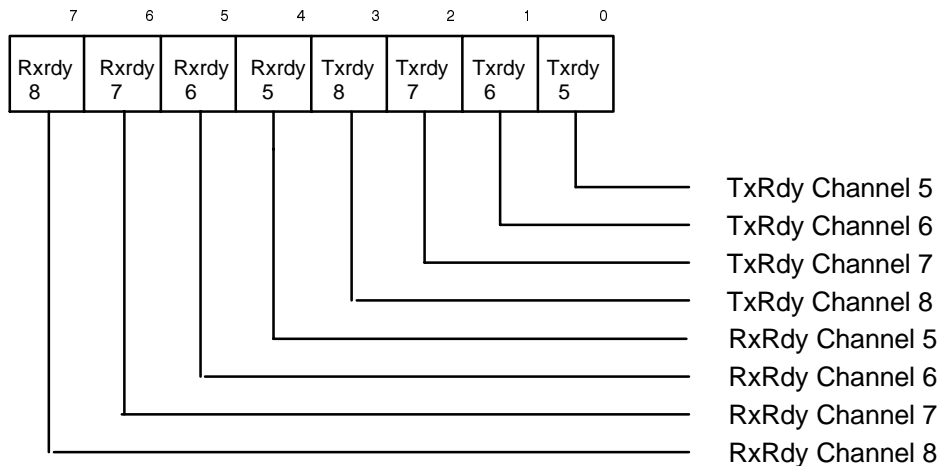 7 6 5 4 3 2 1 0
Rxrdy Rxrdy Rxrdy Rxrdy Txrdy Txrdy Txrdy Txrdy
8 7 6 5 8 7 6 5
TxRdy Channel 5
TxRdy Channel 6
TxRdy Channel 7
TxRdy Channel 8
RxRdy Channel 5
RxRdy Channel 6
RxRdy Channel 7
RxRdy Channel 8